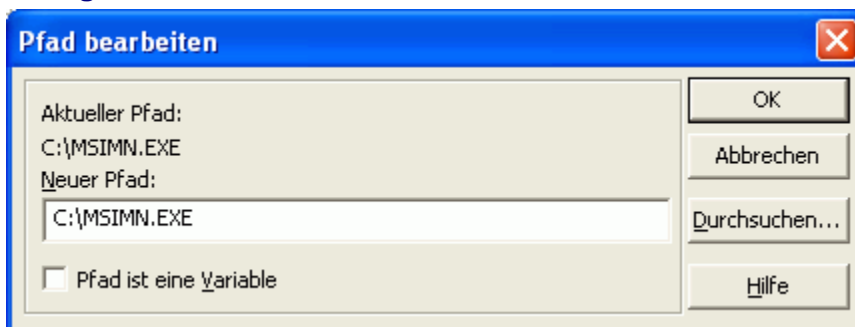 Pfad bearbeiten
Aktueller Pfad:
C:\MSIMN.EXE
Neuer Pfad:
C:\MSIMN.EXE
Pfad ist eine Variable
OK
Abbrechen
Durchsuchen...
Hilfe